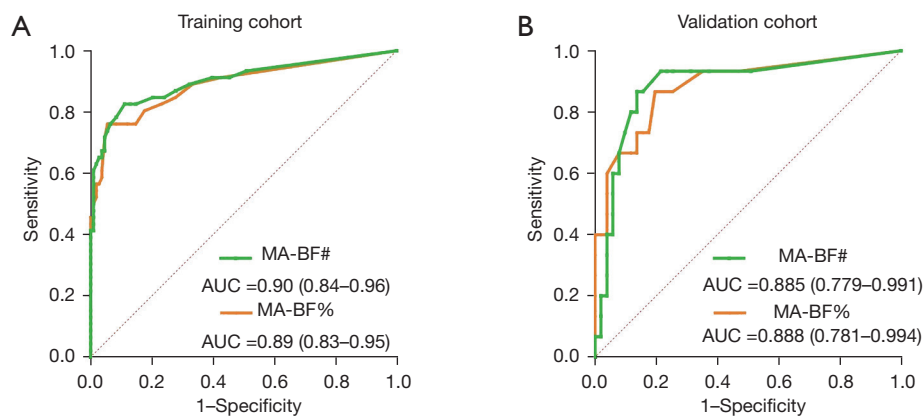 A
Training cohort
1.0
0.8
0.6
0.4
0.2
0.0
Sensitivity
MA-BF#
AUC =0.90 (0.84–0.96)
MA-BF%
AUC =0.89 (0.83–0.95)
0.0 0.2 0.4 0.6 0.8 1.0
1–Specificity
B
Validation cohort
1.0
0.8
0.6
0.4
0.2
0.0
Sensitivity
MA-BF#
AUC =0.885 (0.779–0.991)
MA-BF%
AUC =0.888 (0.781–0.994)
0.0 0.2 0.4 0.6 0.8 1.0
1–Specificity